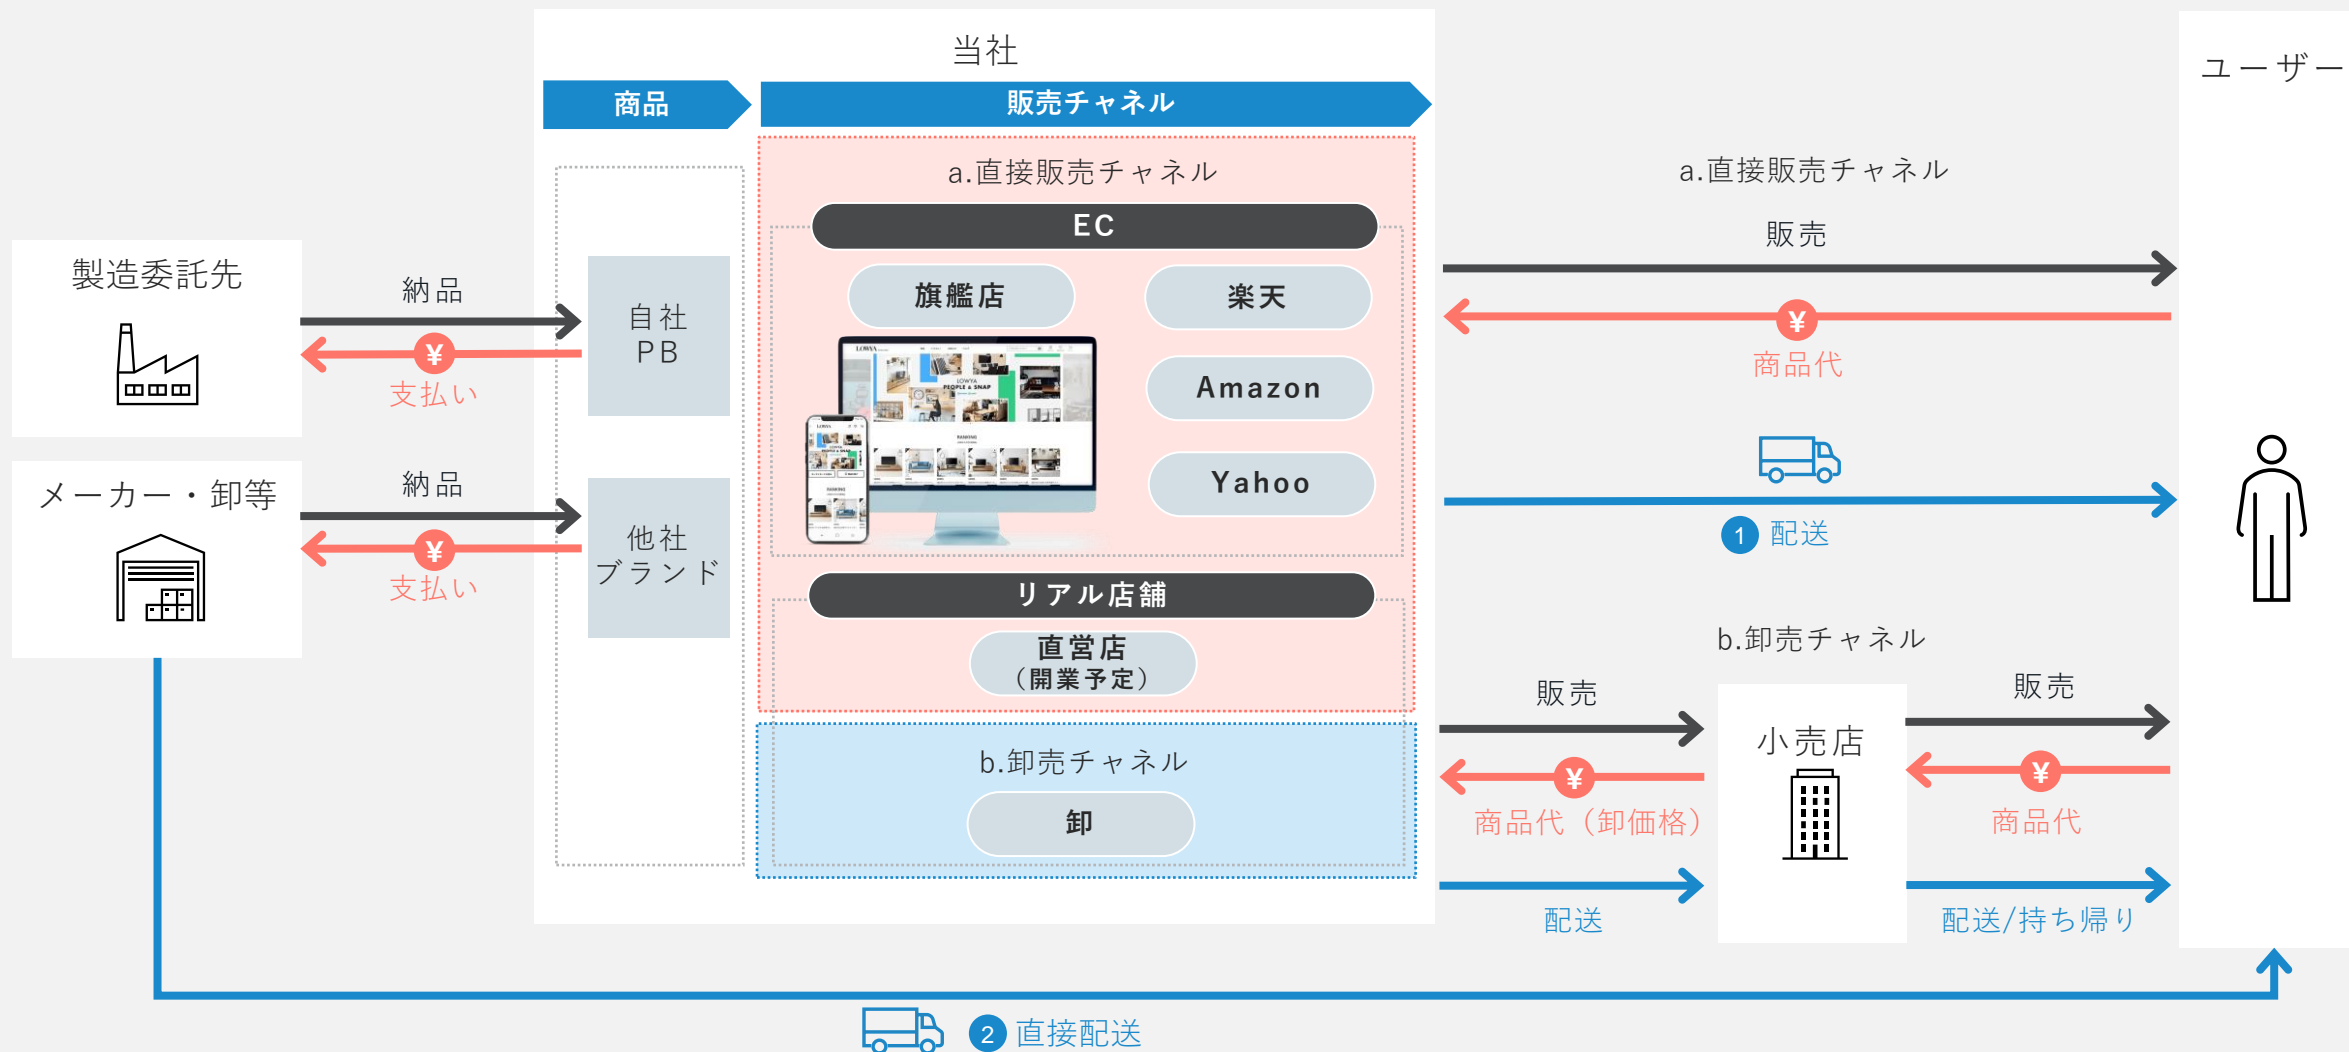 当社
ユーザー
商品
販売チャネル
a.直接販売チャネル
EC
旗艦店
楽天
Amazon
Yahoo
LOWYA
LOWYA
PEOPLE & SNAP
RANKING
リアル店舗
直営店
（開業予定）
b.卸売チャネル
卸
製造委託先
納品
¥
支払い
自社
PB
メーカー・卸等
納品
¥
支払い
他社
ブランド
a.直接販売チャネル
販売
¥
商品代
1 配送
b.卸売チャネル
販売
¥
商品代（卸価格）
配送
小売店
販売
¥
商品代
配送/持ち帰り
2 直接配送